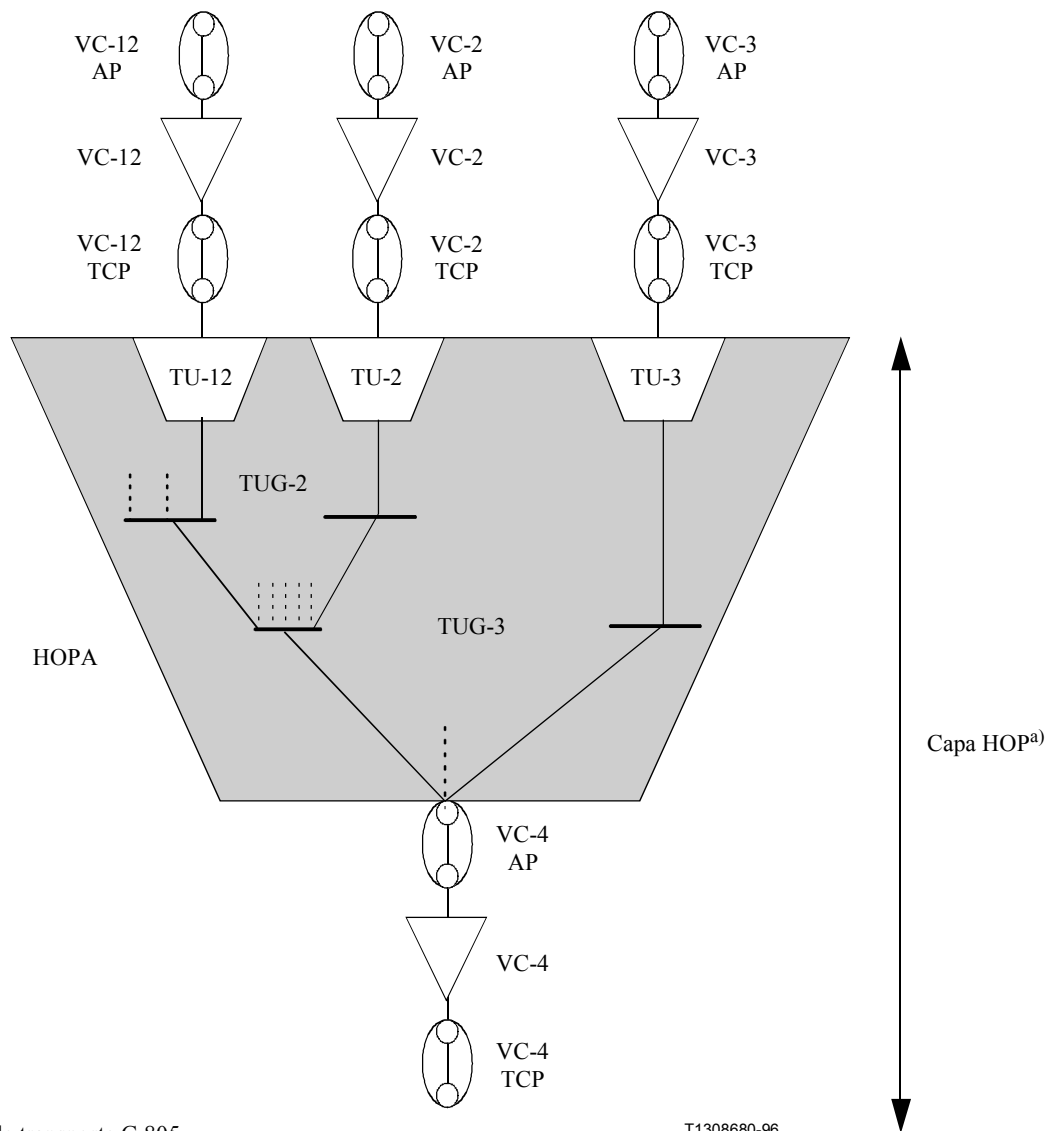 VC-12
AP
VC-2
AP
VC-3
AP
VC-12
VC-2
VC-3
VC-12
TCP
VC-2
TCP
VC-3
TCP
TU-12
TU-2
TU-3
TUG-2
TUG-3
HOPA
Capa HOPa)
VC-4
AP
VC-4
VC-4
TCP
T1308680-96